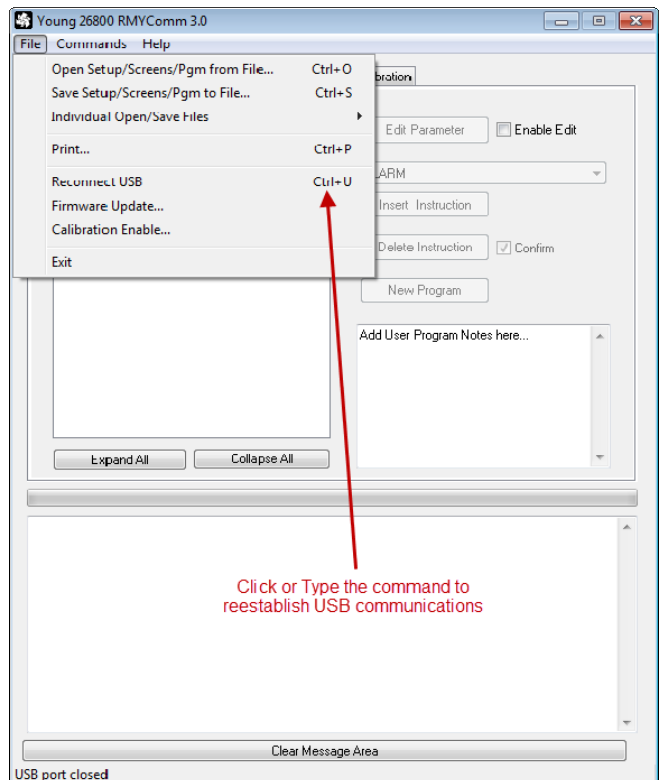 Young 26800 RMYComm 3.0
File Commands Help
Open Setup/Screens/Pgm from File... Ctrl+O
Save Setup/Screens/Pgm to File... Ctrl+S
Individual Open/Save Files
Print... Ctrl+P
Reconnect USB Ctrl+U
Firmware Update...
Calibration Enable...
Exit
Edit Parameter Enable Edit
Insert Instruction
Delete Instruction Confirm
New Program
Add User Program Notes here...
Expand All Collapse All
Click or Type the command to
reestablish USB communications
Clear Message Area
USB port closed